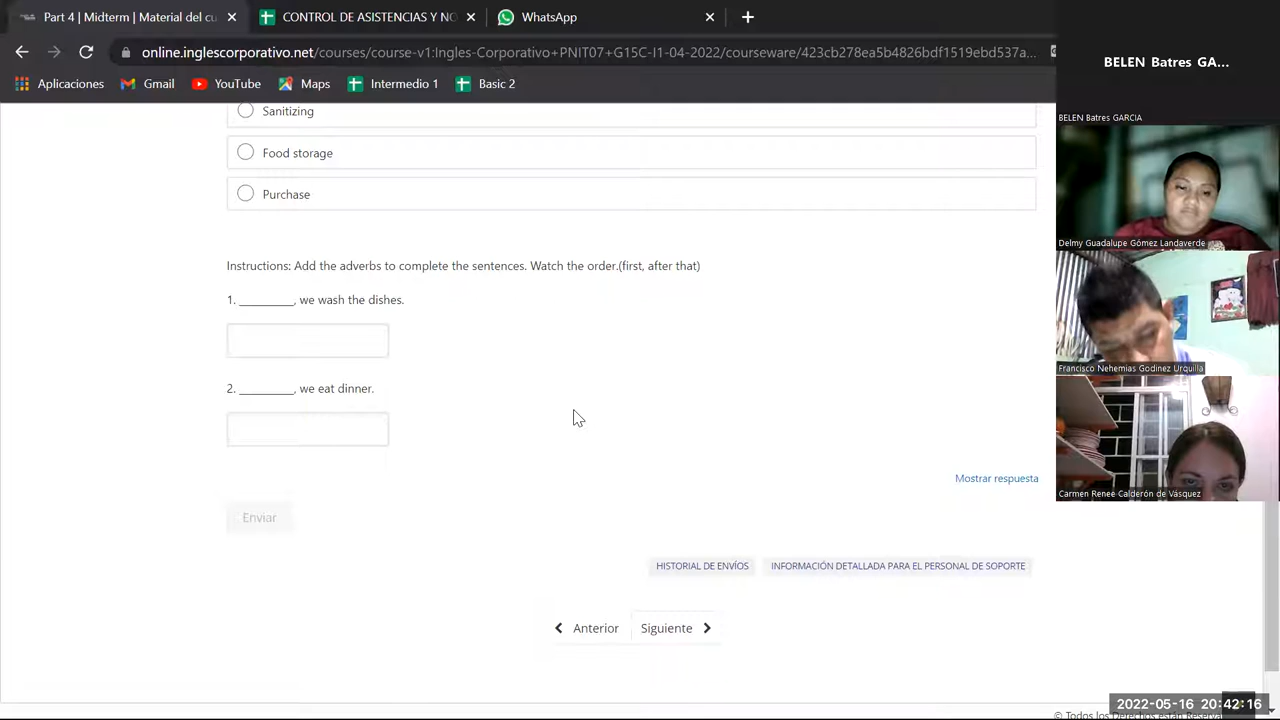 Part 4 | Midterm | Material del cu
CONTROL DE ASISTENCIAS Y NO
WhatsApp
online.inglescorporativo.net/courses/course-v1:Ingles-Corporativo+PNIT07+G1SC-I1-04-2022/courseware/423cb278ea5b4826bdf1519ebd537a...
Aplicaciones
Gmail
YouTube
Maps
Intermedio 1
Basic 2
BELEN Batres GA...
BELEN Batres GARCIA
Sanitizing
Food storage
Purchase
Delmy Guadalupe Gómez Landaverde
Instructions: Add the adverbs to complete the sentences. Watch the order.(first, after that)
1. _________, we wash the dishes.
Francisco Nehemias Godinez Urquilla
2. _________, we eat dinner.
Mostrar respuesta
Carmen Renee Calderón de Vásquez
Enviar
HISTORIAL DE ENVÍOS
INFORMACIÓN DETALLADA PARA EL PERSONAL DE SOPORTE
Anterior
Siguiente
2022-05-16 20:42:16
© Todos los Derechos están Reserva